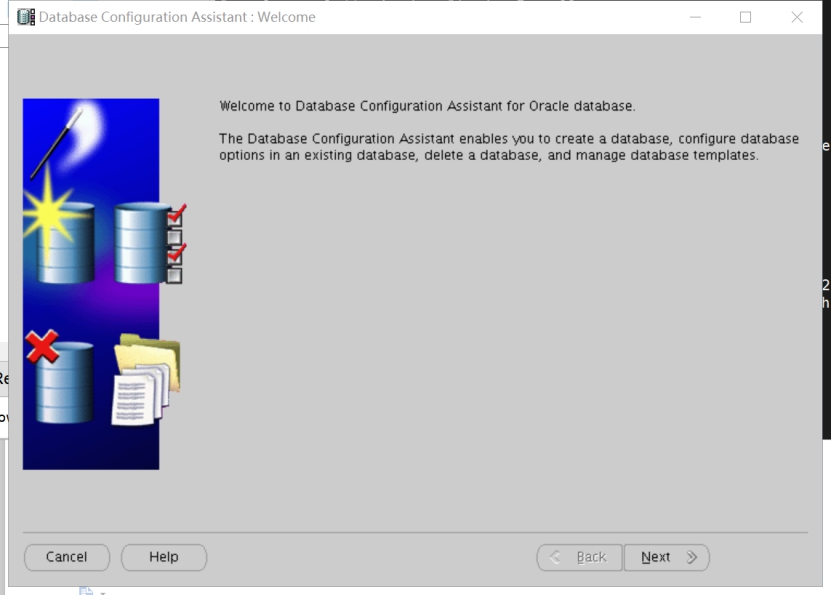 Database Configuration Assistant : Welcome
Welcome to Database Configuration Assistant for Oracle database.
The Database Configuration Assistant enables you to create a database, configure database
options in an existing database, delete a database, and manage database templates.
Cancel
Help
Back
Next